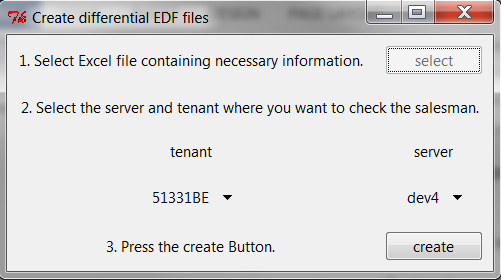 Create differential EDF files
1. Select Excel file containing necessary information. select
2. Select the server and tenant where you want to check the salesman.
tenant server
51331BE dev4
3. Press the create Button. create